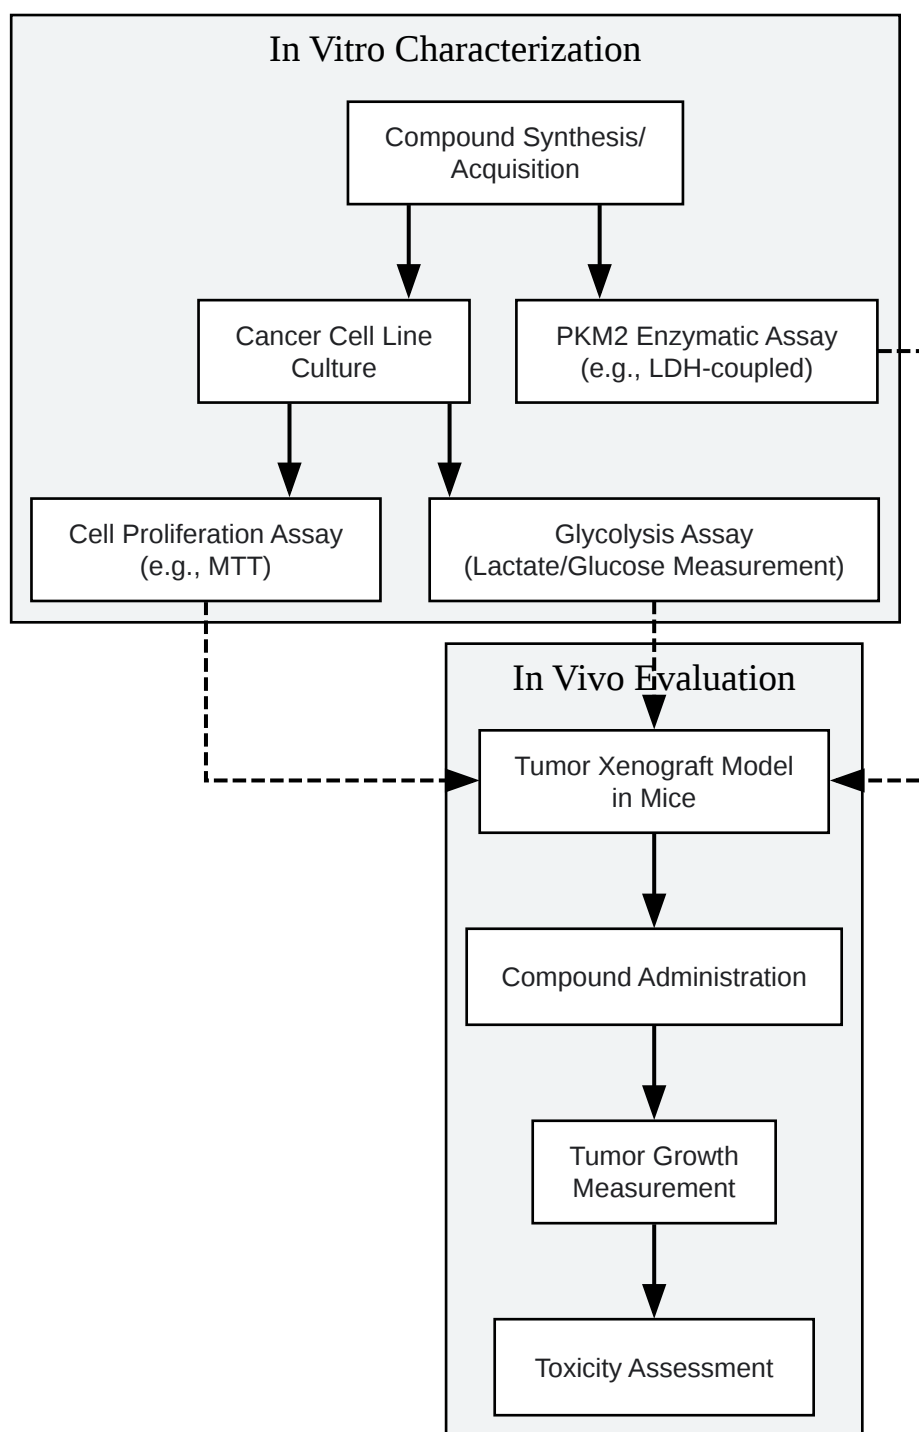 In Vitro Characterization
Compound Synthesis/
Acquisition
Cancer Cell Line
Culture
PKM2 Enzymatic Assay
(e.g., LDH-coupled)
Cell Proliferation Assay
(e.g., MTT)
Glycolysis Assay
(Lactate/Glucose Measurement)
In Vivo Evaluation
Tumor Xenograft Model
in Mice
Compound Administration
Tumor Growth
Measurement
Toxicity Assessment